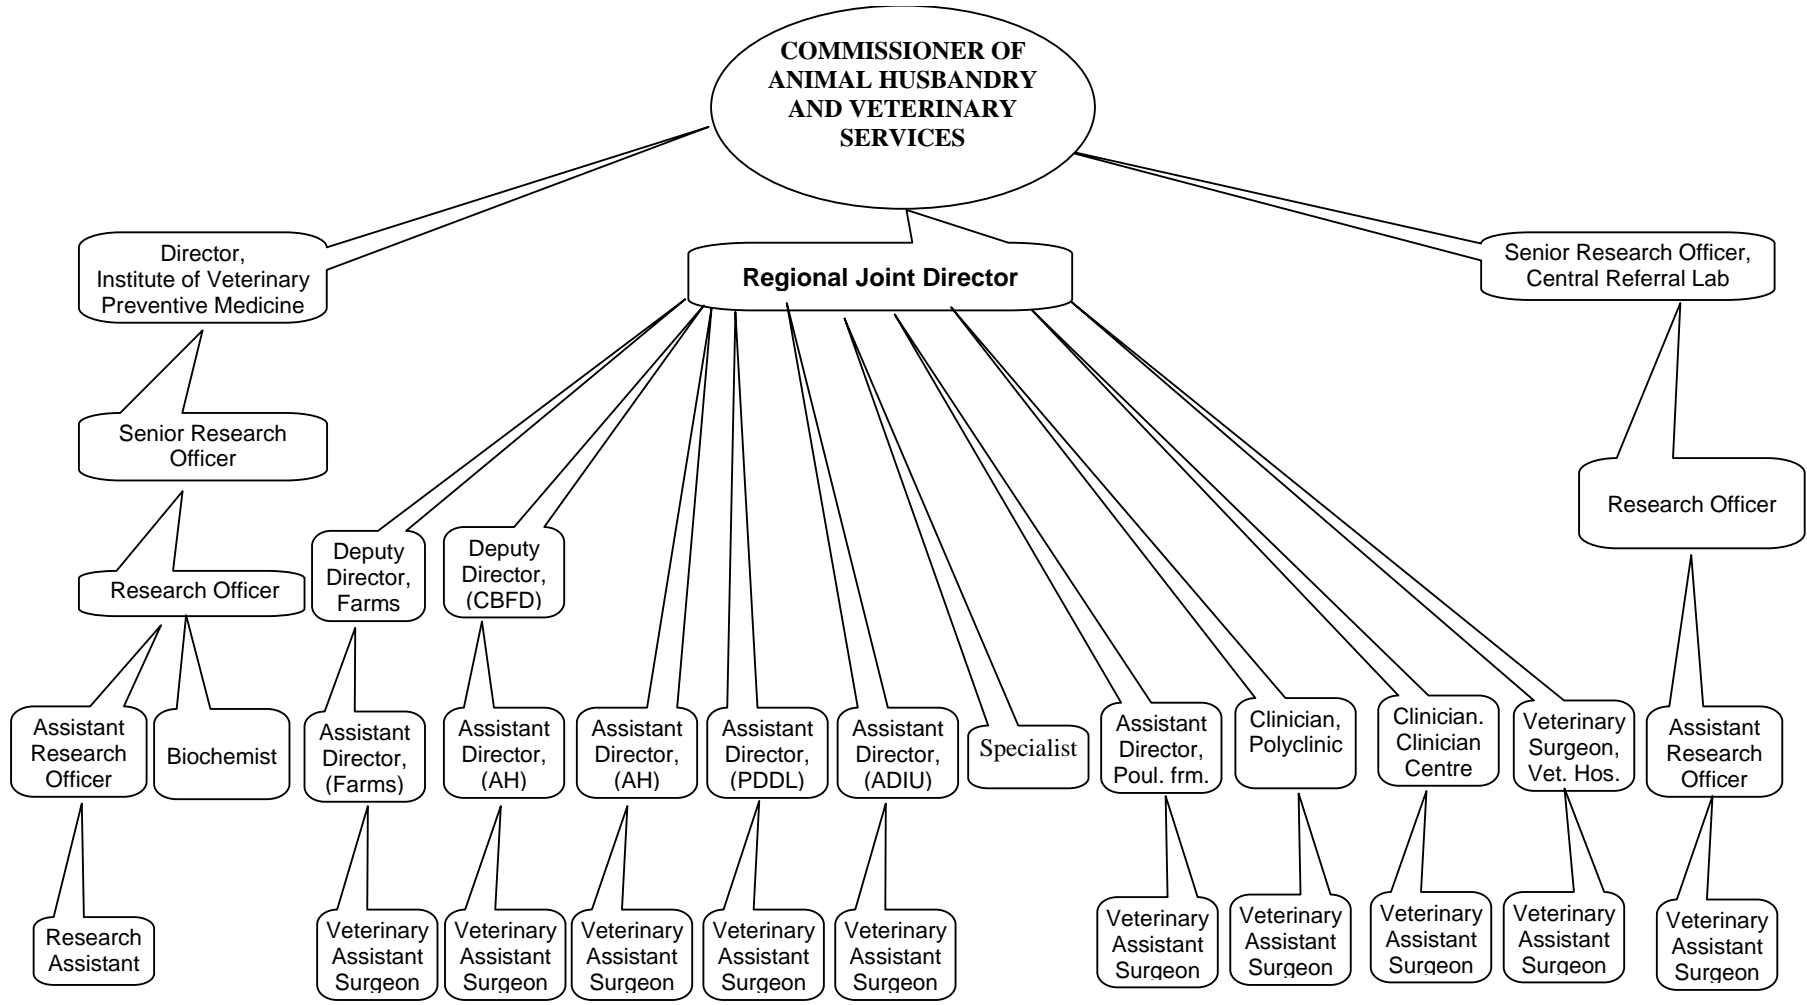 COMMISSIONER OF
ANIMAL HUSBANDRY
AND VETERINARY
SERVICES
Director,
Institute of Veterinary
Preventive Medicine
Regional Joint Director
Senior Research Officer,
Central Referral Lab
Senior Research
Officer
Research Officer
Research Officer
Deputy
Director,
Farms
Deputy
Director,
(CBFD)
Assistant
Research
Officer
Biochemist
Assistant
Director,
(Farms)
Assistant
Director,
(AH)
Assistant
Director,
(AH)
Assistant
Director,
(PDDL)
Assistant
Director,
(ADIU)
Specialist
Assistant
Director,
Poul. frm.
Clinician,
Polyclinic
Clinician.
Clinician
Centre
Veterinary
Surgeon,
Vet. Hos.
Assistant
Research
Officer
Research
Assistant
Veterinary
Assistant
Surgeon
Veterinary
Assistant
Surgeon
Veterinary
Assistant
Surgeon
Veterinary
Assistant
Surgeon
Veterinary
Assistant
Surgeon
Veterinary
Assistant
Surgeon
Veterinary
Assistant
Surgeon
Veterinary
Assistant
Surgeon
Veterinary
Assistant
Surgeon
Veterinary
Assistant
Surgeon